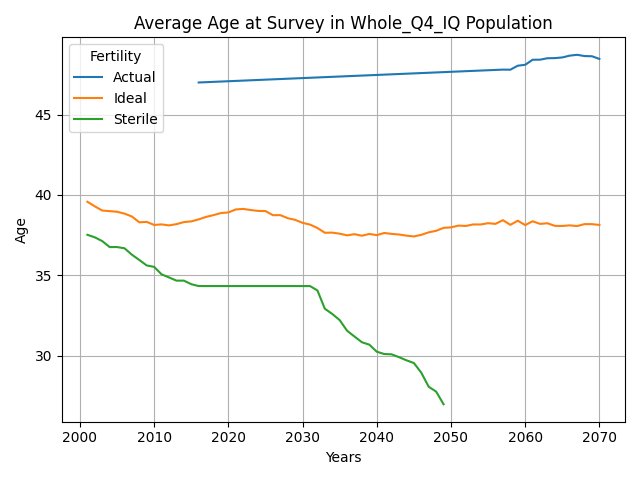 Average Age at Survey in Whole_Q4_IQ Population
Fertility
Actual
Ideal
Sterile
Age
45
40
35
30
2000 2010 2020 2030 2040 2050 2060 2070
Years